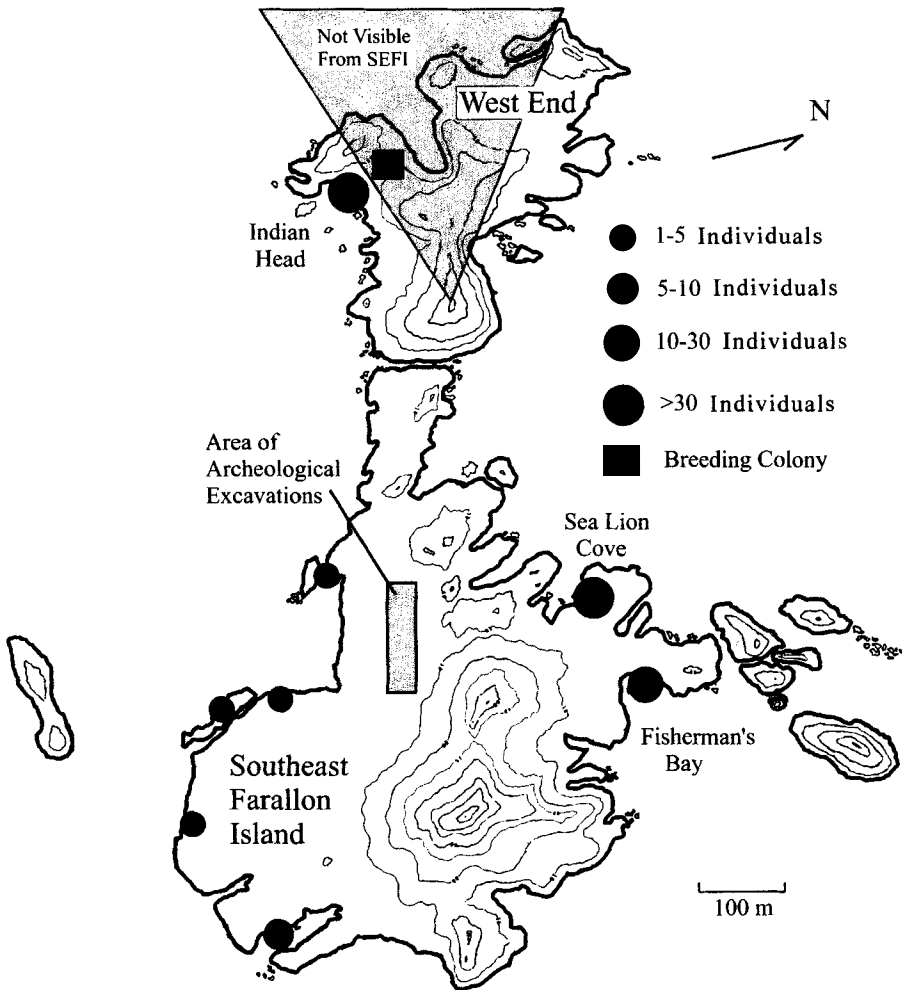 Not Visible
From SEFI
West End
N
Indian
Head
1-5 Individuals
5-10 Individuals
10-30 Individuals
>30 Individuals
Breeding Colony
Area of
Archeological
Excavations
Sea Lion
Cove
Fisherman's
Bay
Southeast
Farallon
Island
100 m